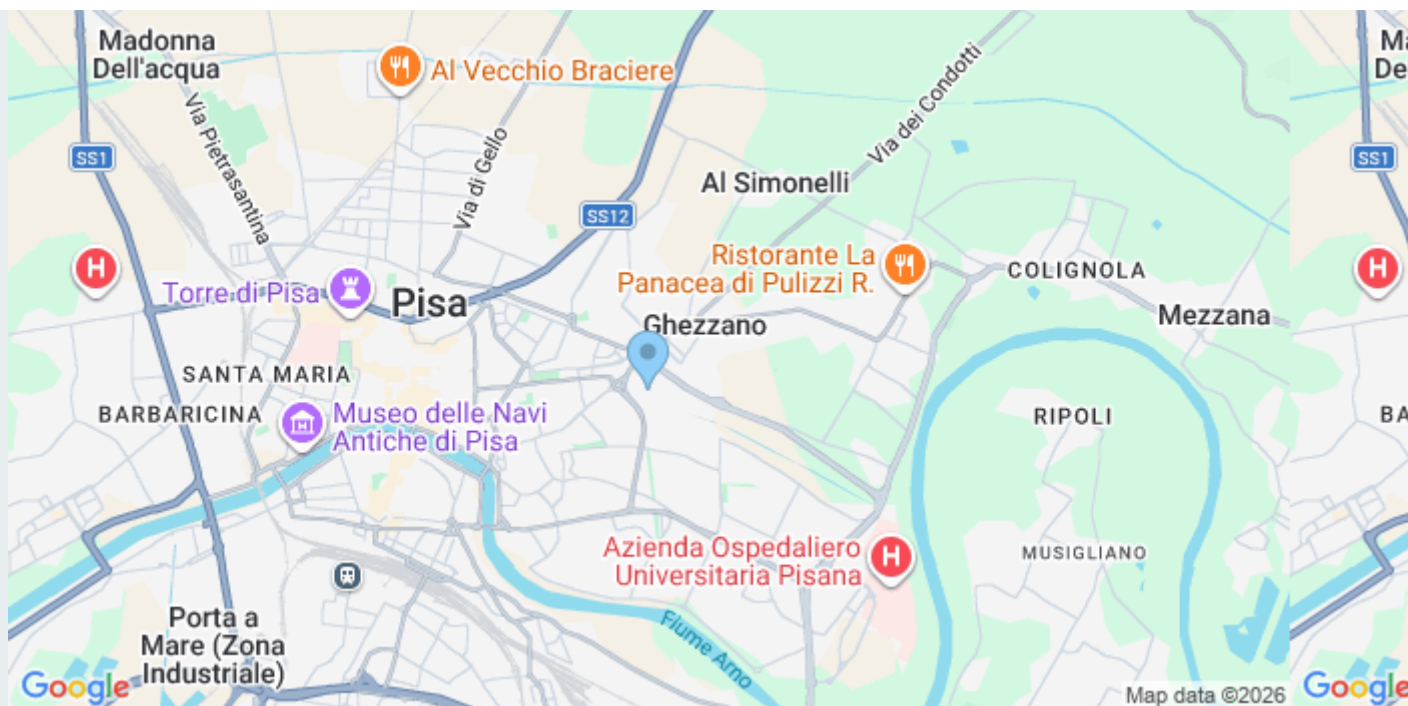 Madonna
Dell'acqua
Al Vecchio Braciere
Via dei Condotti
Ma
De
Via Pietrasantina
Via di Gello
SS1
SS1
Al Simonelli
SS12
H
Ristorante La
Panacea di Pulizzi R.
COLIGNOLA
H
Torre di Pisa
Pisa
Ghezzano
Mezzana
SANTA MARIA
BARBARICINA
Museo delle Navi
Antiche di Pisa
RIPOLI
BA
Azienda Ospedaliero
Universitaria Pisana
H
MUSIGLIANO
Porta a
Mare (Zona
Industriale)
Fiume Arno
Google
Map data ©2026
Google